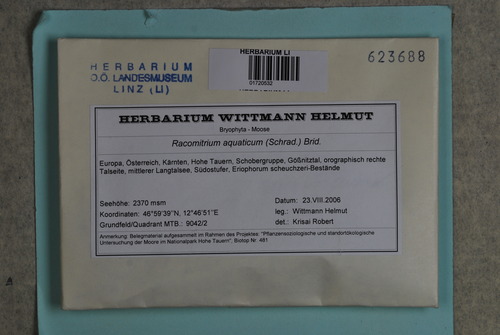 HERBARIUM
O.Ö. LANDESMUSEUM
LINZ (LI)
HERBARIUM LI
01720532
623688
HERBARIUM WITTMANN HELMUT
Bryophyta - Moose
Racomitrium aquaticum (Schrad.) Brid.
Europa, Österreich, Kärnten, Hohe Tauern, Schobergruppe, Gößnitztal, orographisch rechte
Talseite, mittlerer Langtalsee, Südostufer, Eriophorum scheuchzeri-Bestände
Seehöhe: 2370 msm
Koordinaten: 46°59'39"N, 12°46'51"E
Grundfeld/Quadrant MTB.: 9042/2
Datum: 23.VIII.2006
leg.: Wittmann Helmut
det.: Krisai Robert
Anmerkung: Belegmaterial aufgesammelt im Rahmen des Projektes: "Pflanzensoziologische und standortökologische
Untersuchung der Moore im Nationalpark Hohe Tauern", Biotop Nr. 481